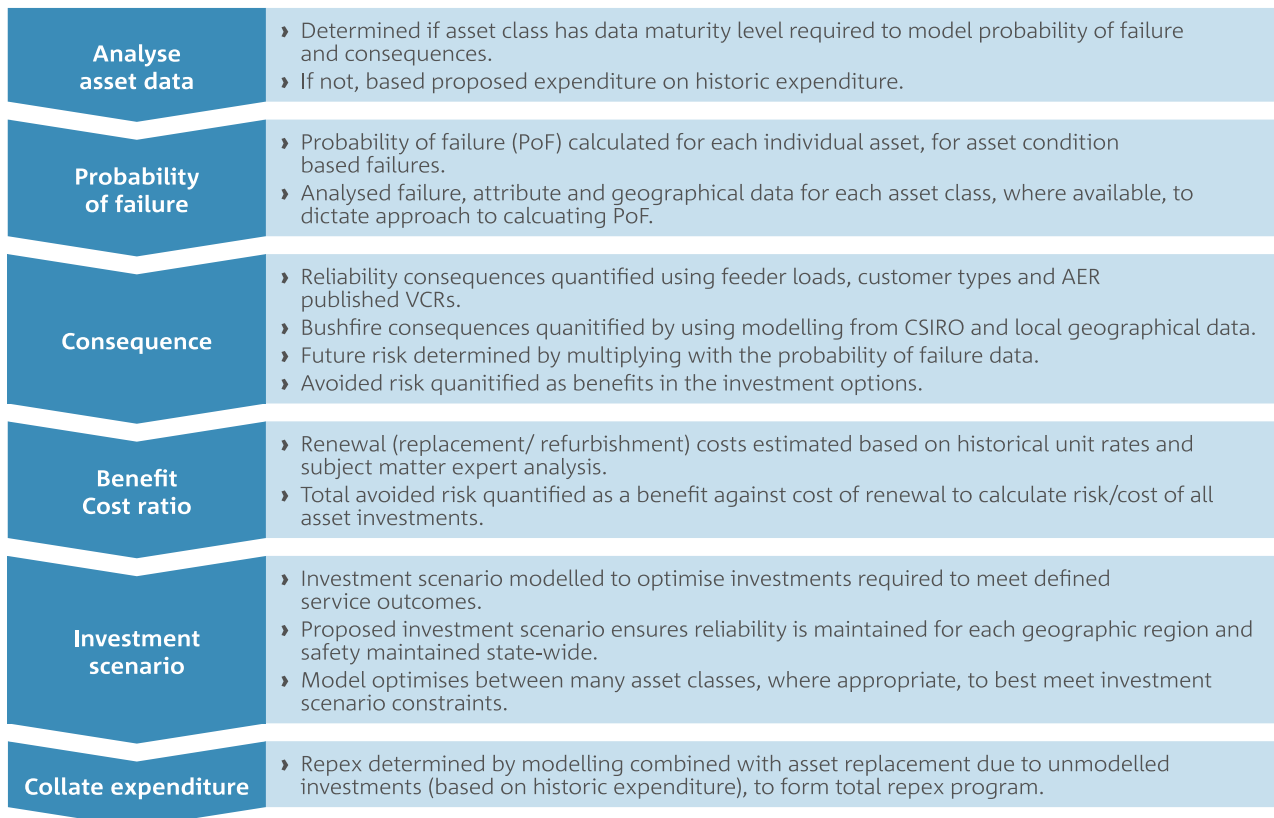 Analyse
asset data
› Determined if asset class has data maturity level required to model probability of failure
and consequences.
› If not, based proposed expenditure on historic expenditure.
Probability
of failure
› Probability of failure (PoF) calculated for each individual asset, for asset condition
based failures.
› Analysed failure, attribute and geographical data for each asset class, where available, to
dictate approach to calcuating PoF.
Consequence
› Reliability consequences quantified using feeder loads, customer types and AER
published VCRs.
› Bushfire consequences quanitified by using modelling from CSIRO and local geographical data.
› Future risk determined by multiplying with the probability of failure data.
› Avoided risk quanitified as benefits in the investment options.
Benefit
Cost ratio
› Renewal (replacement/ refurbishment) costs estimated based on historical unit rates and
subject matter expert analysis.
› Total avoided risk quantified as a benefit against cost of renewal to calculate risk/cost of all
asset investments.
Investment
scenario
› Investment scenario modelled to optimise investments required to meet defined
service outcomes.
› Proposed investment scenario ensures reliability is maintained for each geographic region and
safety maintained state-wide.
› Model optimises between many asset classes, where appropriate, to best meet investment
scenario constraints.
Collate expenditure
› Repex determined by modelling combined with asset replacement due to unmodelled
investments (based on historic expenditure), to form total repex program.